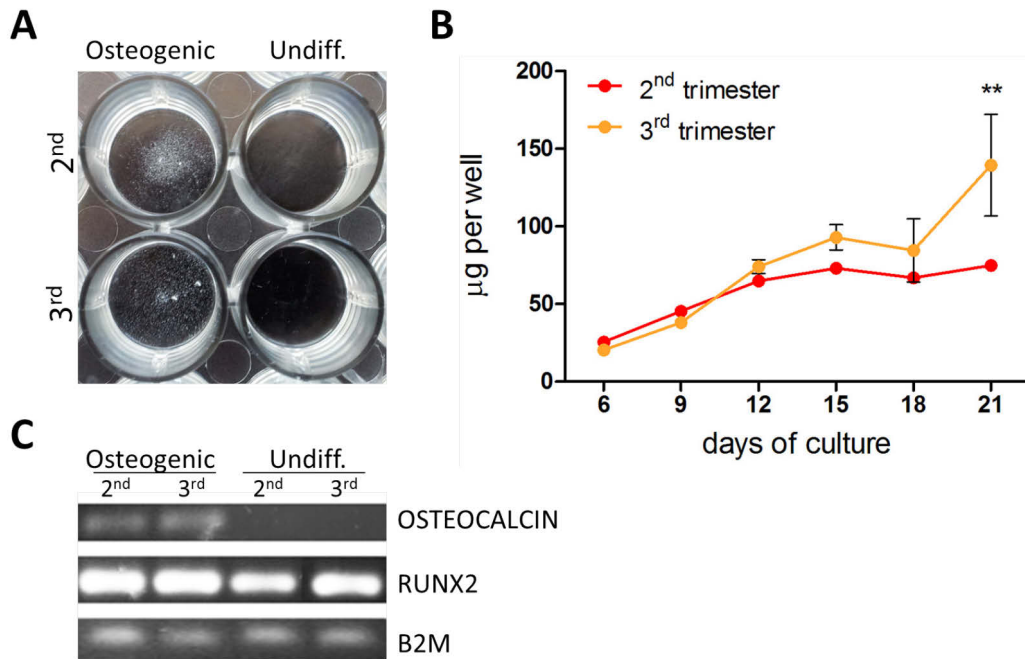 A
Osteogenic Undiff.
2nd
3rd
B
200
150
100
50
0
µg per well
2nd trimester
3rd trimester
**
6 9 12 15 18 21
days of culture
C
Osteogenic Undiff.
2nd 3rd 2nd 3rd
OSTEOCALCIN
RUNX2
B2M